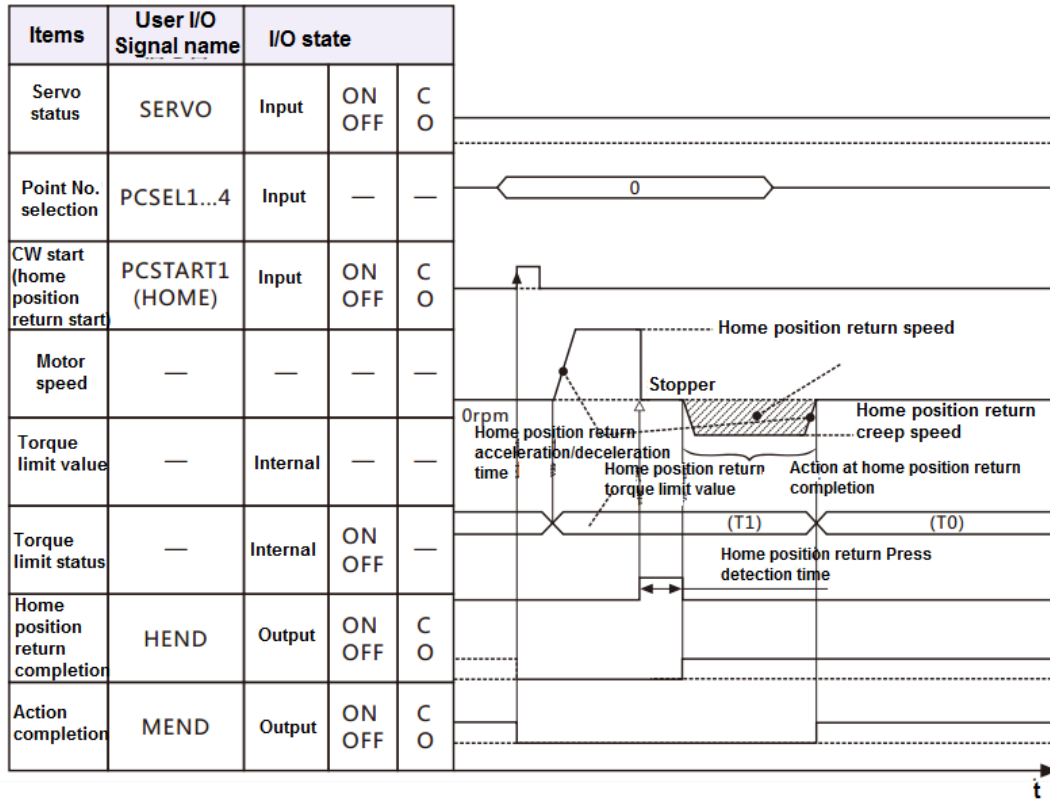 Items
User I/O
Signal name
I/O state
Servo
status
SERVO
Input
ON
OFF
C
O
Point No.
selection
PCSEL1...4
Input
—
—
0
CW start
(home
position
return start)
PCSTART1
(HOME)
Input
ON
OFF
C
O
Motor
speed
—
—
—
—
Home position return speed
Stopper
0rpm
Home position return
creep speed
Home position return
acceleration/deceleration
time
Torque
limit value
—
Internal
—
—
Home position return
torque limit value
Action at home position return
completion
(T1)
(T0)
Torque
limit status
—
Internal
ON
OFF
—
Home position return Press
detection time
Home
position
return
completion
HEND
Output
ON
OFF
C
O
Action
completion
MEND
Output
ON
OFF
C
O
t